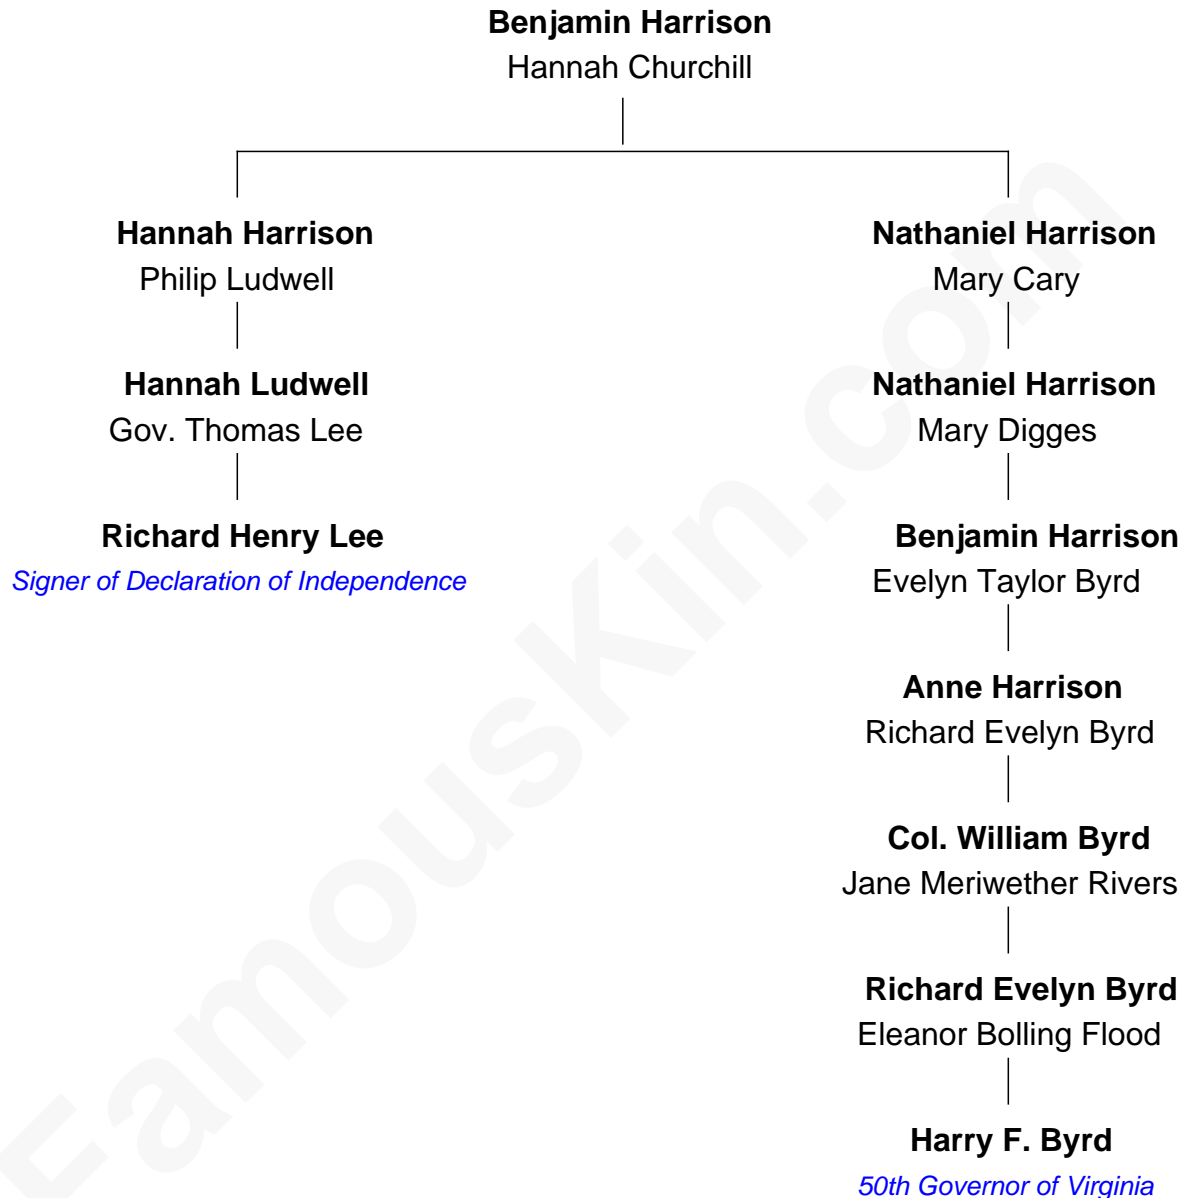 Benjamin Harrison
Hannah Churchill
Hannah Harrison
Philip Ludwell
Hannah Ludwell
Gov. Thomas Lee
Richard Henry Lee
Signer of Declaration of Independence
Nathaniel Harrison
Mary Cary
Nathaniel Harrison
Mary Digges
Benjamin Harrison
Evelyn Taylor Byrd
Anne Harrison
Richard Evelyn Byrd
Col. William Byrd
Jane Meriwether Rivers
Richard Evelyn Byrd
Eleanor Bolling Flood
Harry F. Byrd
50th Governor of Virginia
FamousKin.com